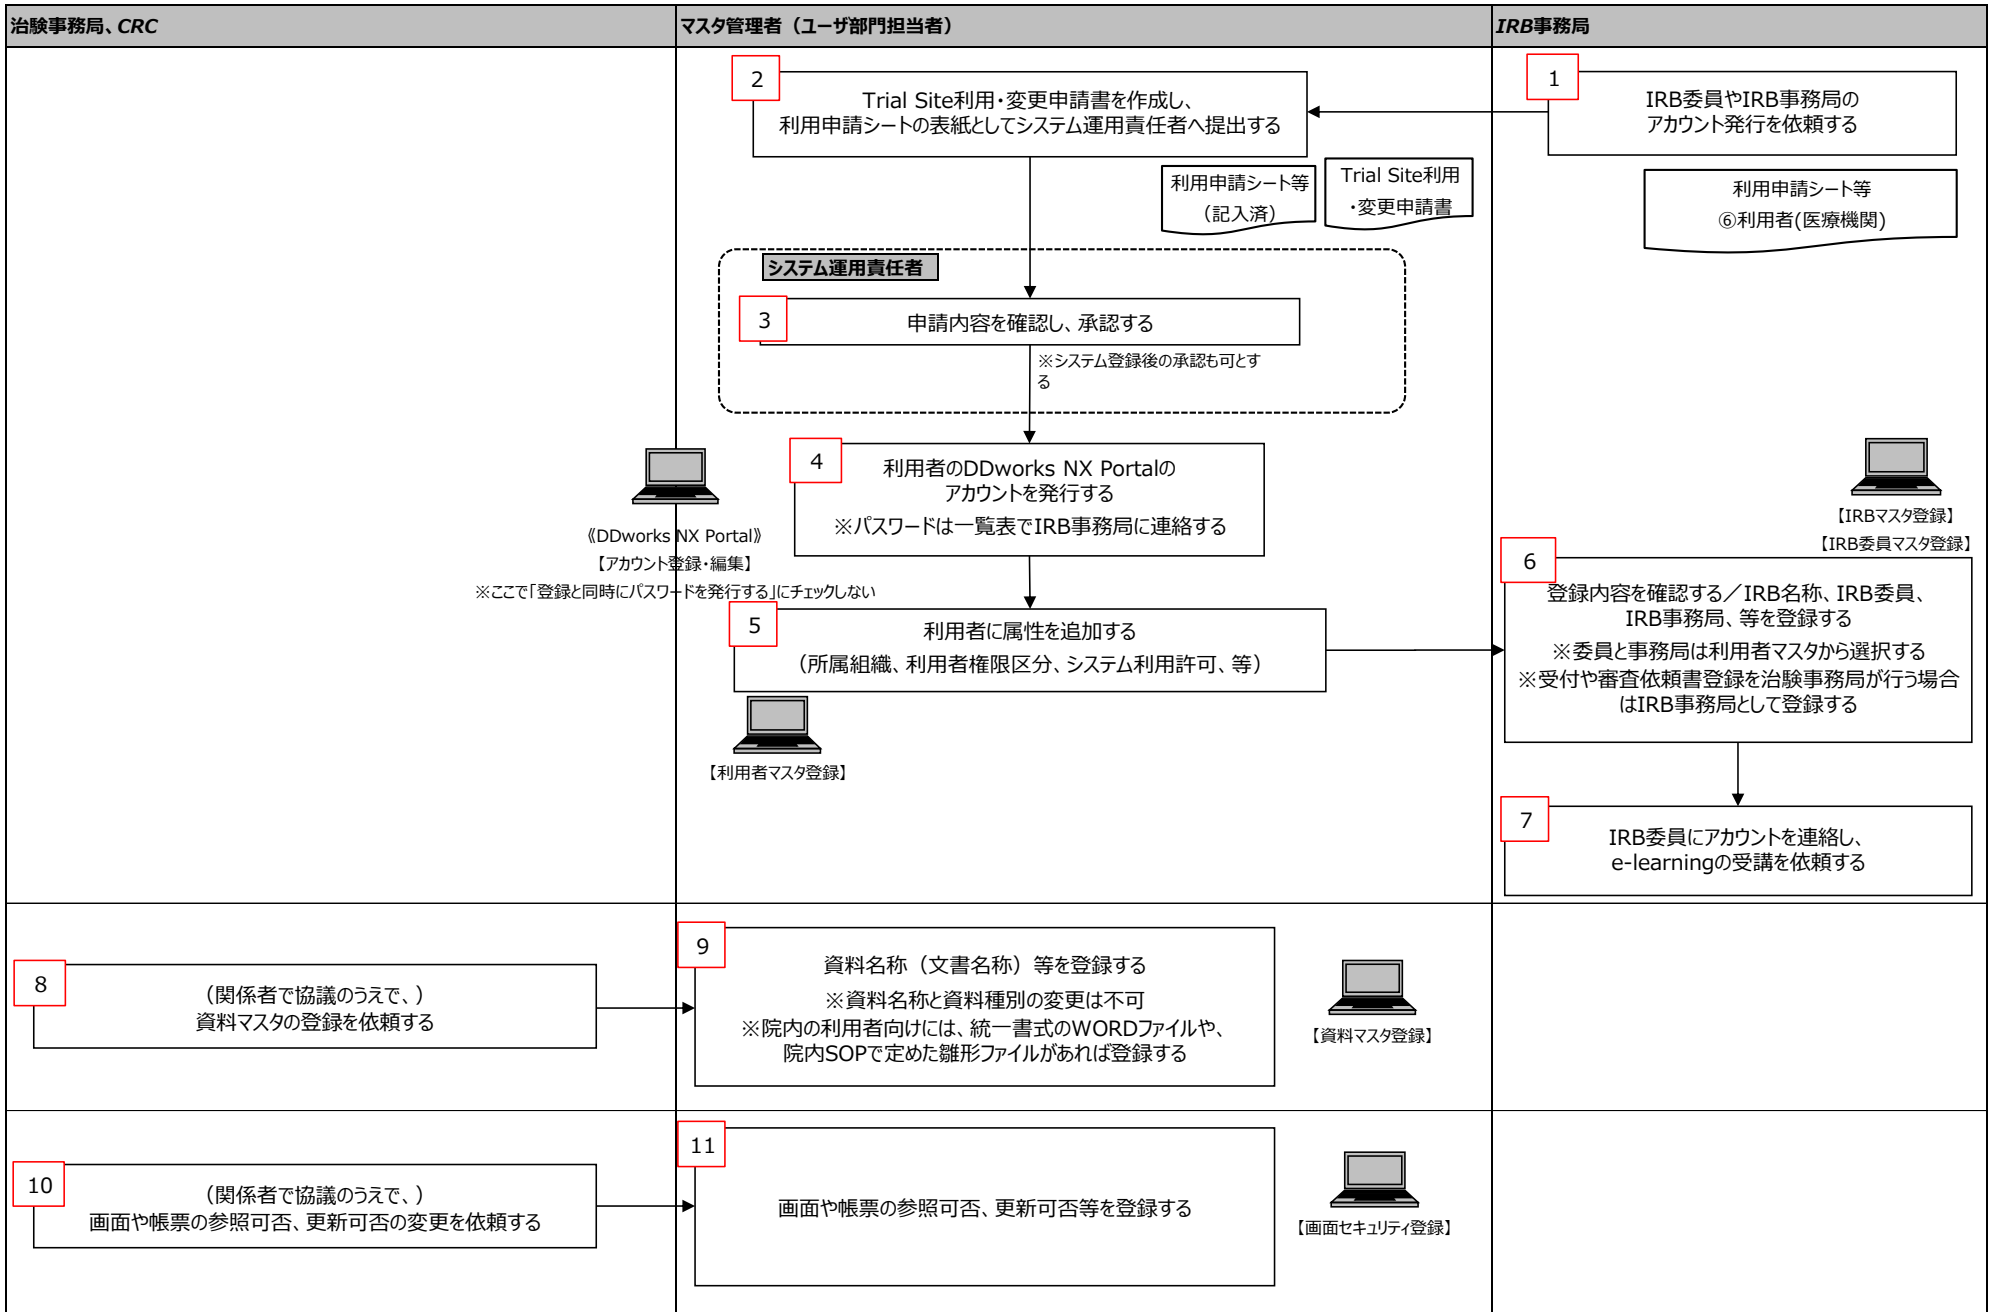 治験事務局、CRC
マスタ管理者（ユーザ部門担当者）
IRB事務局
1
IRB委員やIRB事務局の
アカウント発行を依頼する
利用申請シート等
⑥利用者(医療機関)
2
Trial Site利用・変更申請書を作成し、
利用申請シートの表紙としてシステム運用責任者へ提出する
利用申請シート等
（記入済）
Trial Site利用
・変更申請書
システム運用責任者
3
申請内容を確認し、承認する
※システム登録後の承認も可とす
る
4
利用者のDDworks NX Portalの
アカウントを発行する
※パスワードは一覧表でIRB事務局に連絡する
《DDworks NX Portal》
【アカウント登録・編集】
※ここで「登録と同時にパスワードを発行する」にチェックしない
5
利用者に属性を追加する
（所属組織、利用者権限区分、システム利用許可、等）
【利用者マスタ登録】
【IRBマスタ登録】
【IRB委員マスタ登録】
6
登録内容を確認する／IRB名称、IRB委員、
IRB事務局、等を登録する
※委員と事務局は利用者マスタから選択する
※受付や審査依頼書登録を治験事務局が行う場合
はIRB事務局として登録する
7
IRB委員にアカウントを連絡し、
e-learningの受講を依頼する
8
（関係者で協議のうえで、）
資料マスタの登録を依頼する
9
資料名称（文書名称）等を登録する
※資料名称と資料種別の変更は不可
※院内の利用者向けには、統一書式のWORDファイルや、
院内SOPで定めた雛形ファイルがあれば登録する
【資料マスタ登録】
10
（関係者で協議のうえで、）
画面や帳票の参照可否、更新可否の変更を依頼する
11
画面や帳票の参照可否、更新可否等を登録する
【画面セキュリティ登録】